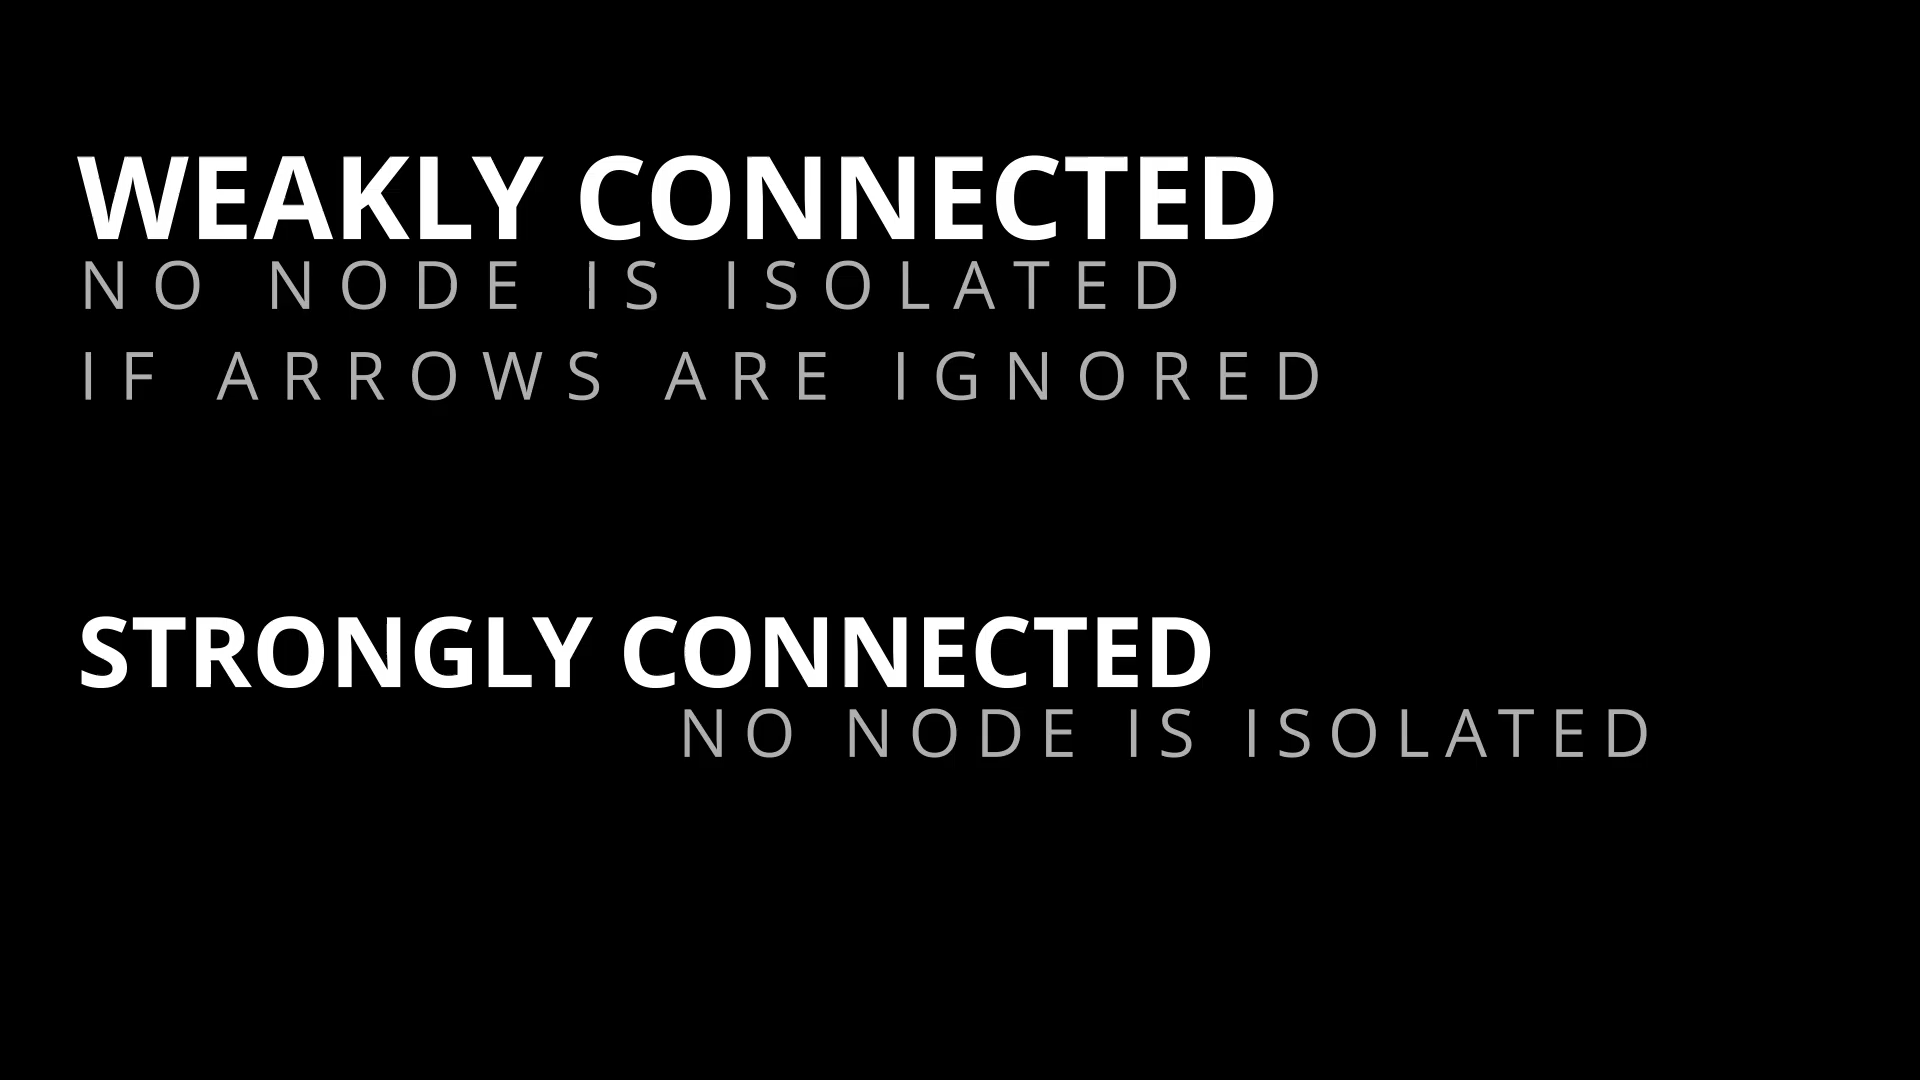 WEAKLY CONNECTED
NO NODE IS ISOLATED
IF ARROWS ARE IGNORED
STRONGLY CONNECTED
NO NODE IS ISOLATED